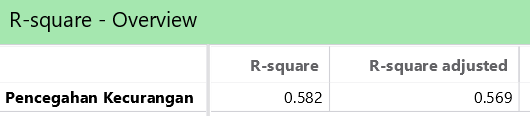 R-square - Overview
R-square R-square adjusted
Pencegahan Kecurangan 0.582 0.569